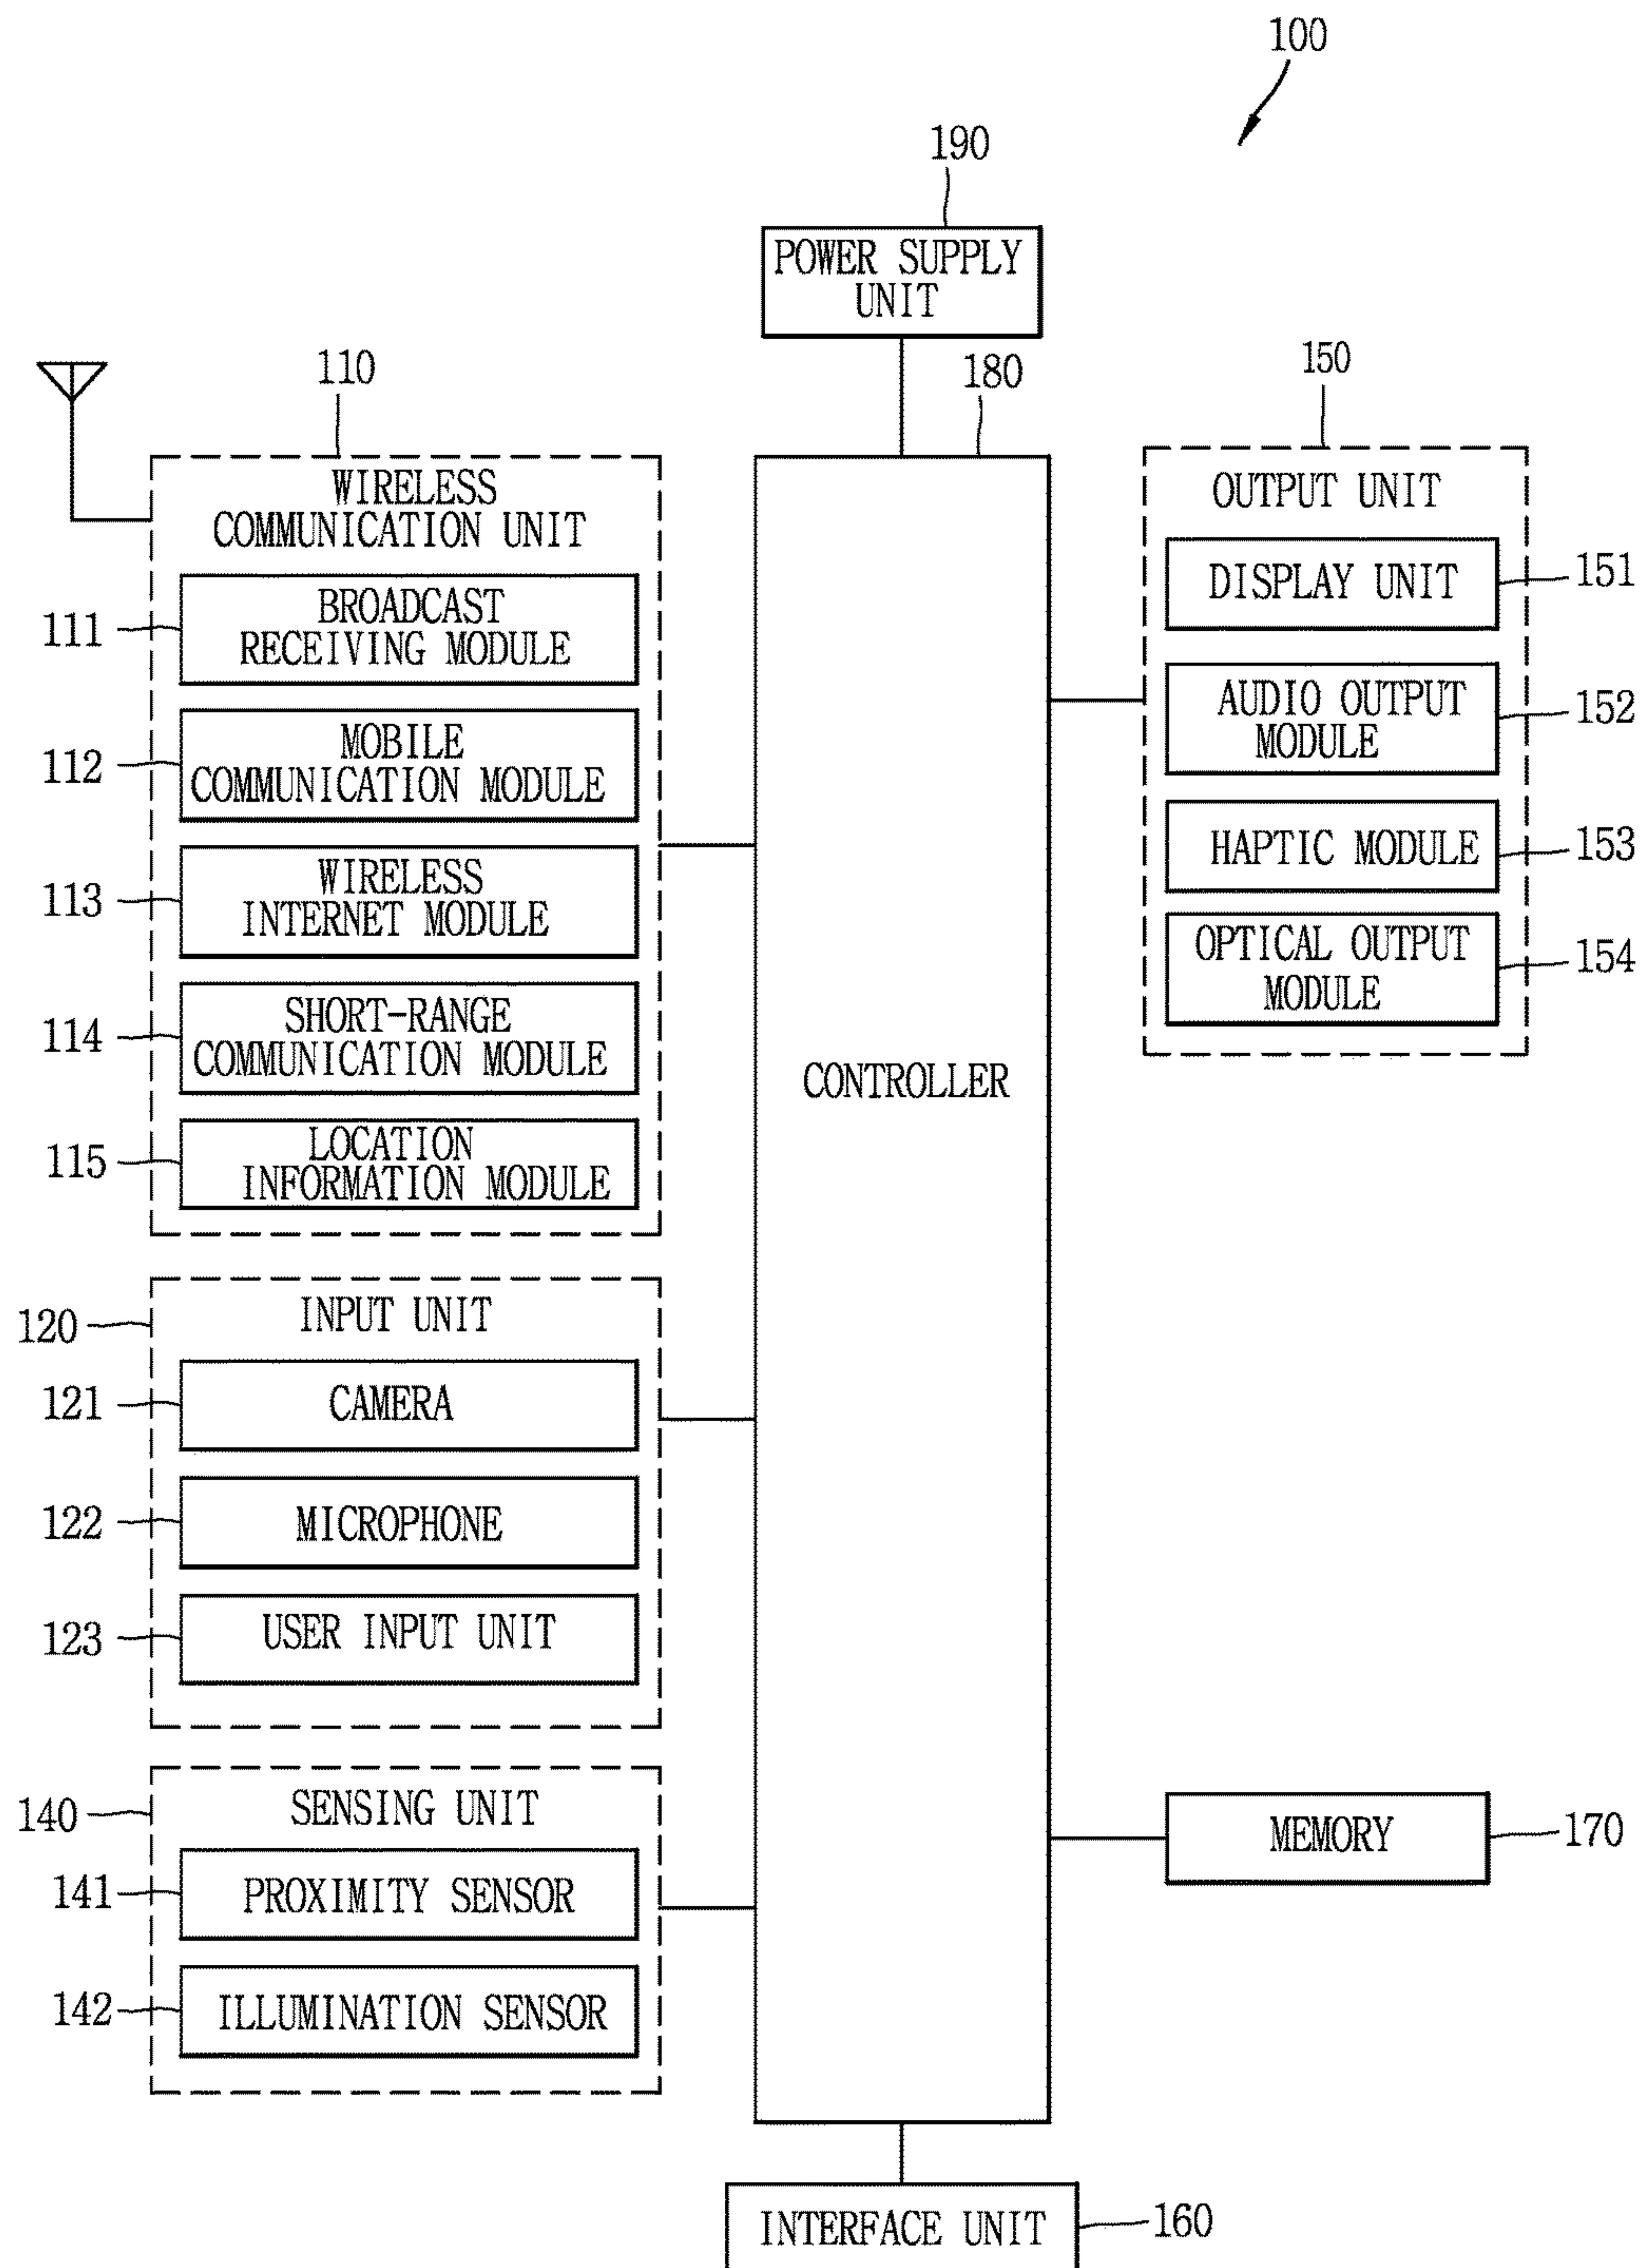 100
190
POWER SUPPLY
UNIT
110
180
150
WIRELESS
COMMUNICATION UNIT
111
BROADCAST
RECEIVING MODULE
112
MOBILE
COMMUNICATION MODULE
113
WIRELESS
INTERNET MODULE
114
SHORT-RANGE
COMMUNICATION MODULE
115
LOCATION
INFORMATION MODULE
120
INPUT UNIT
121
CAMERA
122
MICROPHONE
123
USER INPUT UNIT
140
SENSING UNIT
141
PROXIMITY SENSOR
142
ILLUMINATION SENSOR
CONTROLLER
OUTPUT UNIT
DISPLAY UNIT
151
AUDIO OUTPUT
MODULE
152
HAPTIC MODULE
153
OPTICAL OUTPUT
MODULE
154
MEMORY
170
INTERFACE UNIT
160